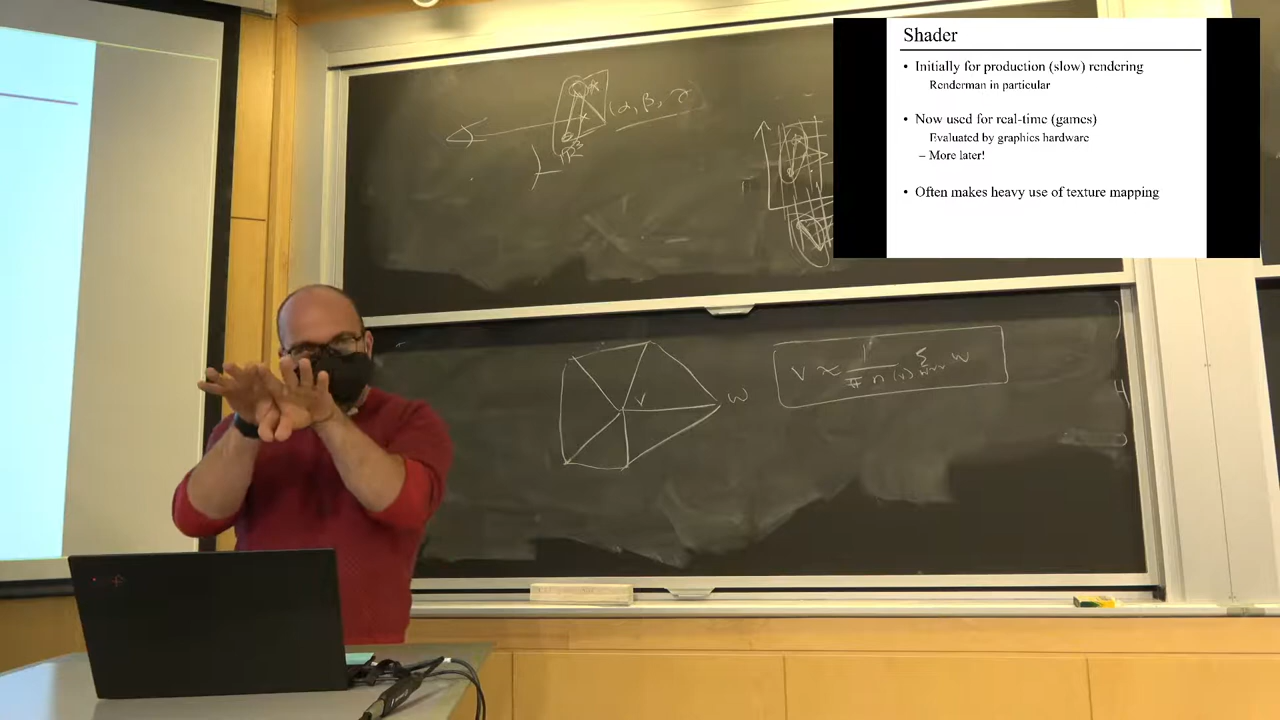 Shader
• Initially for production (slow) rendering
Renderman in particular
• Now used for real-time (games)
Evaluated by graphics hardware
– More later!
• Often makes heavy use of texture mapping
(α, β, γ
V
W
V ≈ 1
# n (v) Σ w